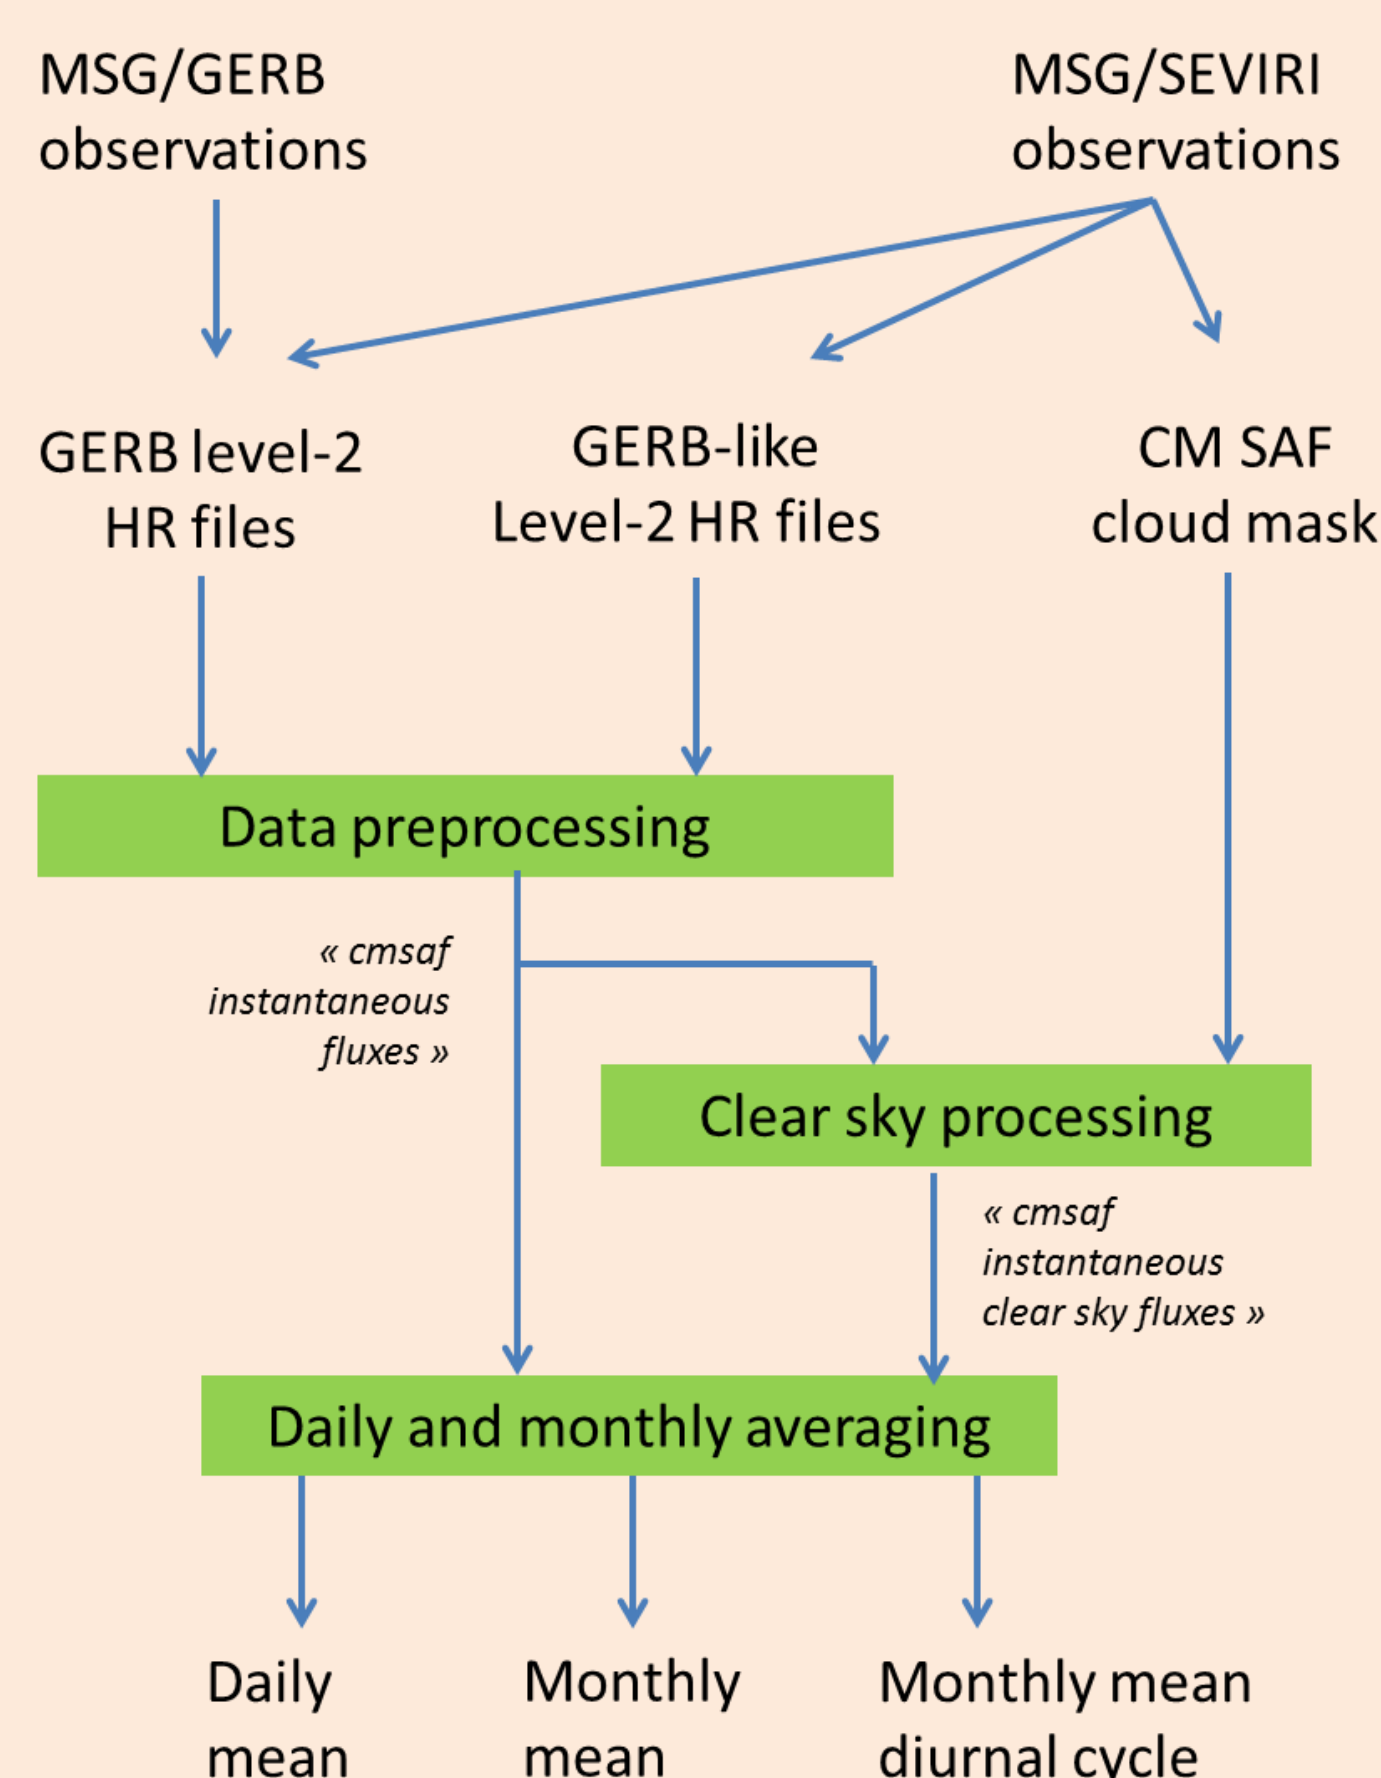 MSG/GERB
observations
MSG/SEVIRI
observations
GERB level-2
HR files
GERB-like
Level-2 HR files
CM SAF
cloud mask
Data preprocessing
« cmsaf
instantaneous
fluxes »
Clear sky processing
« cmsaf
instantaneous
clear sky fluxes »
Daily and monthly averaging
Daily
mean
Monthly
mean
Monthly mean
diurnal cycle